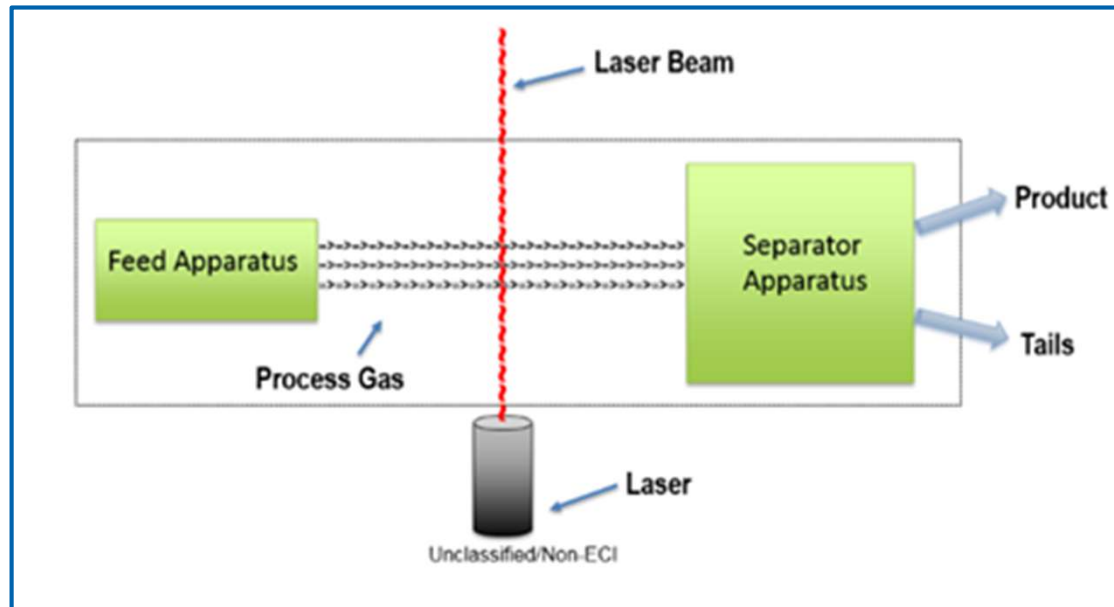 Laser Beam
Product
Feed Apparatus
Separator
Apparatus
Process Gas
Tails
Laser
Unclassified/Non-ECI